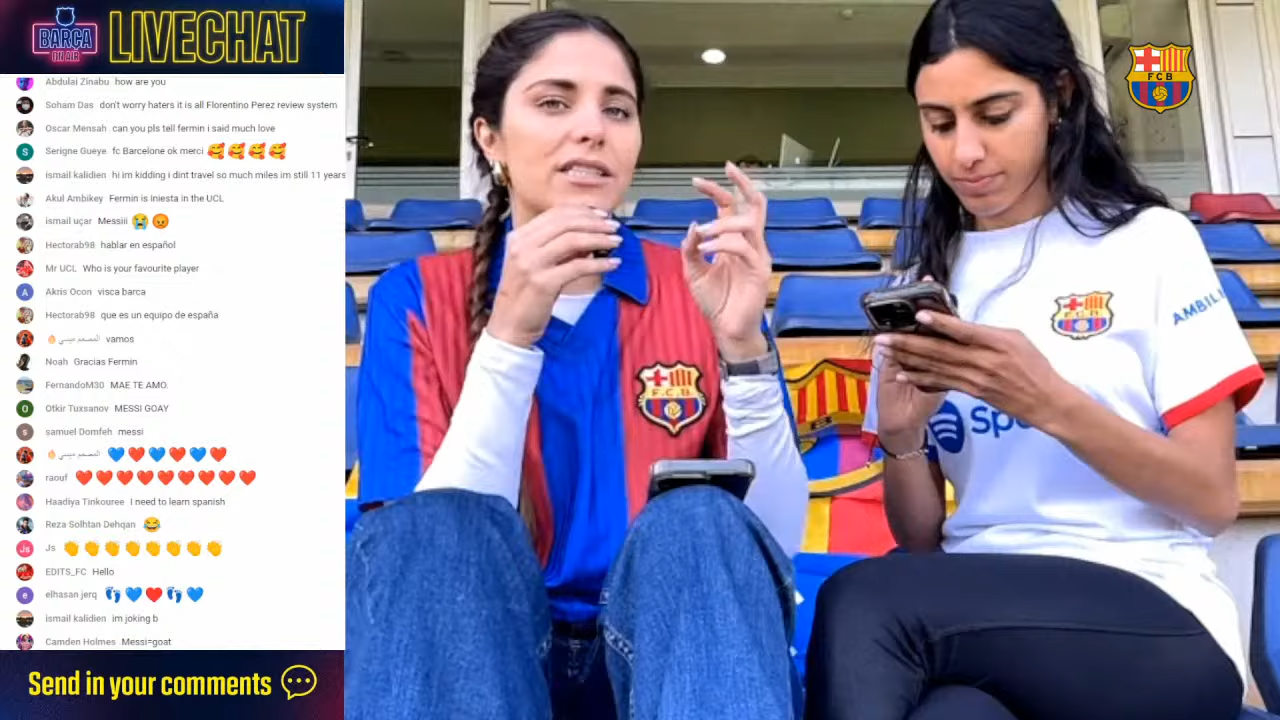 BARÇA
ON AIR
LIVECHAT
Abdulai Zinabu how are you
Soham Das don't worry haters it is all Florentino Perez review system
Oscar Mensah can you pls tell fermin i said much love
S Serigne Gueye fc Barcelone ok merci 🥰🥰🥰🥰
ismail kalidien hi im kidding i dint travel so much miles im still 11 years
Akul Ambikey Fermin is Iniesta in the UCL
ismail uçar Messiii 😭😡
Hectorab98 hablar en español
Mr UCL Who is your favourite player
A Akris Ocon visca barca
Hectorab98 que es un equipo de españa
vamos
Noah Gracias Fermin
FernandoM30 MAE TE AMO.
O Otkir Tuxsanov MESSI GOAY
s samuel Domfeh messi
💙❤️💙❤️💙❤️
raouf ❤️❤️❤️❤️❤️❤️❤️❤️❤️
Haadiya Tinkouree I need to learn spanish
Reza Solhtan Dehqan 😂
Js Js 👏👏👏👏👏👏👏👏
EDITS_FC Hello
e elhasan jerq 👣💙❤️👣💙
ismail kalidien im joking b
Camden Holmes Messi=goat
Send in your comments
FCB
F.C.B
AMBILI
spo